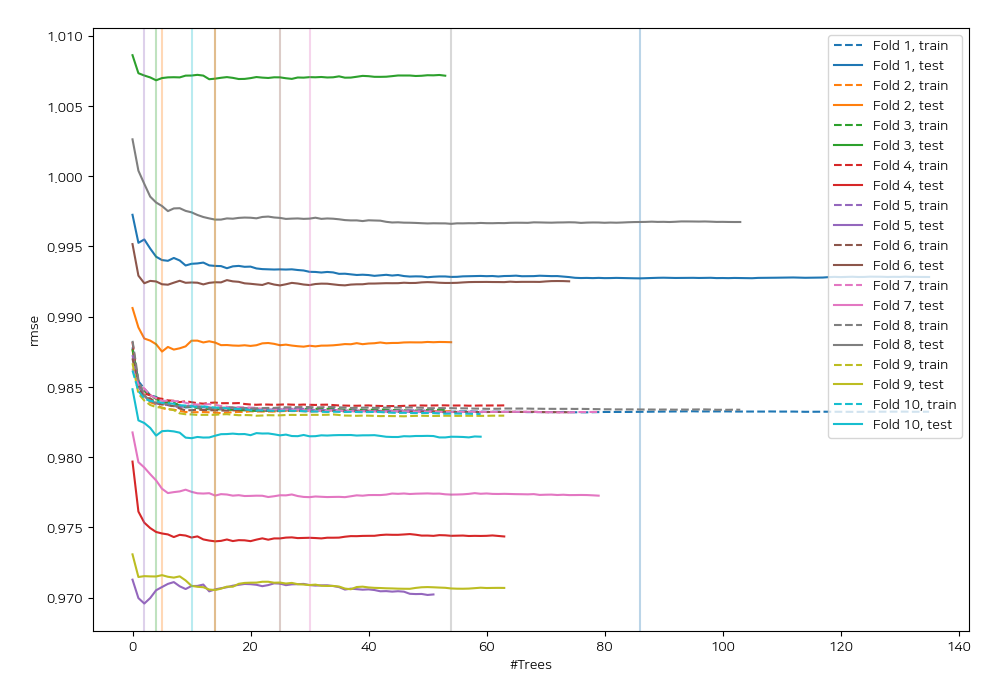 1,010
1,005
1,000
0,995
0,990
0,985
0,980
0,975
0,970
rmse
0
20
40
60
80
100
120
140
#Trees
Fold 1, train
Fold 1, test
Fold 2, train
Fold 2, test
Fold 3, train
Fold 3, test
Fold 4, train
Fold 4, test
Fold 5, train
Fold 5, test
Fold 6, train
Fold 6, test
Fold 7, train
Fold 7, test
Fold 8, train
Fold 8, test
Fold 9, train
Fold 9, test
Fold 10, train
Fold 10, test